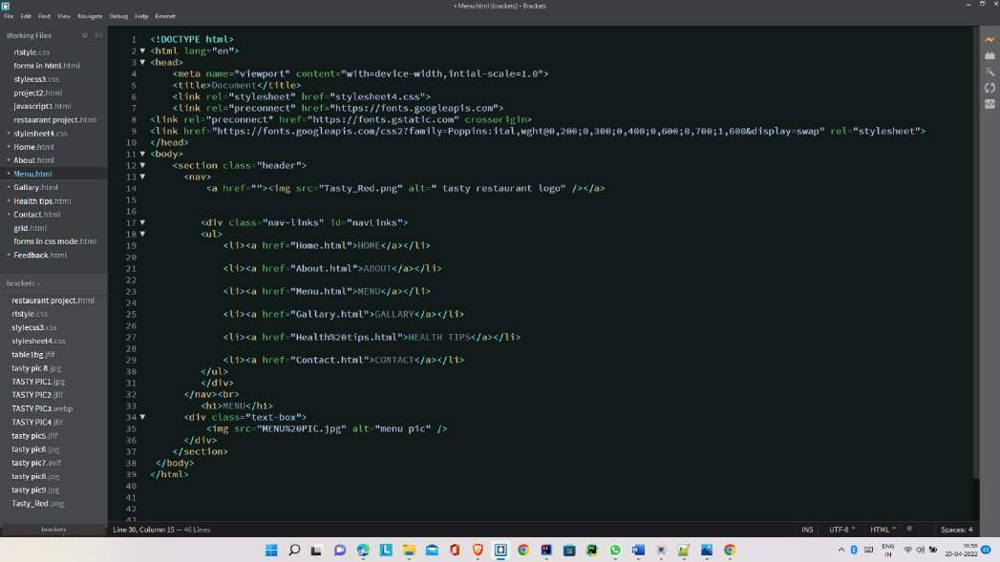 • Menu.html (brackets) - Brackets
File Edit Find View Navigate Debug Help Emmet
Working Files
rtstyle.css
forms in html.html
stylecss3.css
project2.html
javascript1.html
restaurant project.html
• stylesheet4.css
• Home.html
• About.html
• Menu.html
• Gallary.html
• Health tips.html
• Contact.html
grid.html
forms in css mode.html
• Feedback.html
brackets
restaurant project.html
rtstyle.css
stylecss3.css
stylesheet4.css
table1bg.jfif
tasty pic 8.jpg
TASTY PIC1.jpg
TASTY PIC2.jfif
TASTY PIC3.webp
TASTY PIC4.jfif
tasty pic5.jfif
tasty pic6.jpg
tasty pic7.avif
tasty pic8.jpg
tasty pic9.jpg
Tasty_Red.png
brackets
1 <!DOCTYPE html>
2 <html lang="en">
3 <head>
4 <meta name="viewport" content="with=device-width,intial-scale=1.0">
5 <title>Document</title>
6 <link rel="stylesheet" href="stylesheet4.css">
7 <link rel="preconnect" href="https://fonts.googleapis.com">
8 <link rel="preconnect" href="https://fonts.gstatic.com" crossorigin>
9 <link href="https://fonts.googleapis.com/css2?family=Poppins:ital,wght@0,200;0,300;0,400;0,600;0,700;1,600&display=swap" rel="stylesheet">
10 </head>
11 <body>
12 <section class="header">
13 <nav>
14 <a href=""><img src="Tasty_Red.png" alt=" tasty restaurant logo" /></a>
15
16
17 <div class="nav-links" id="navLinks">
18 <ul>
19 <li><a href="Home.html">HOME</a></li>
20
21 <li><a href="About.html">ABOUT</a></li>
22
23 <li><a href="Menu.html">MENU</a></li>
24
25 <li><a href="Gallary.html">GALLARY</a></li>
26
27 <li><a href="Health%20tips.html">HEALTH TIPS</a></li>
28
29 <li><a href="Contact.html">CONTACT</a></li>
30 </ul>
31 </div>
32 </nav><br>
33 <h1>MENU</h1>
34 <div class="text-box">
35 <img src="MENU%20PIC.jpg" alt="menu pic" />
36 </div>
37 </section>
38 </body>
39 </html>
40
41
42
43
Line 30, Column 15 — 46 Lines
INS UTF-8 HTML Spaces: 4
ENG
IN
16:56
20-04-2022